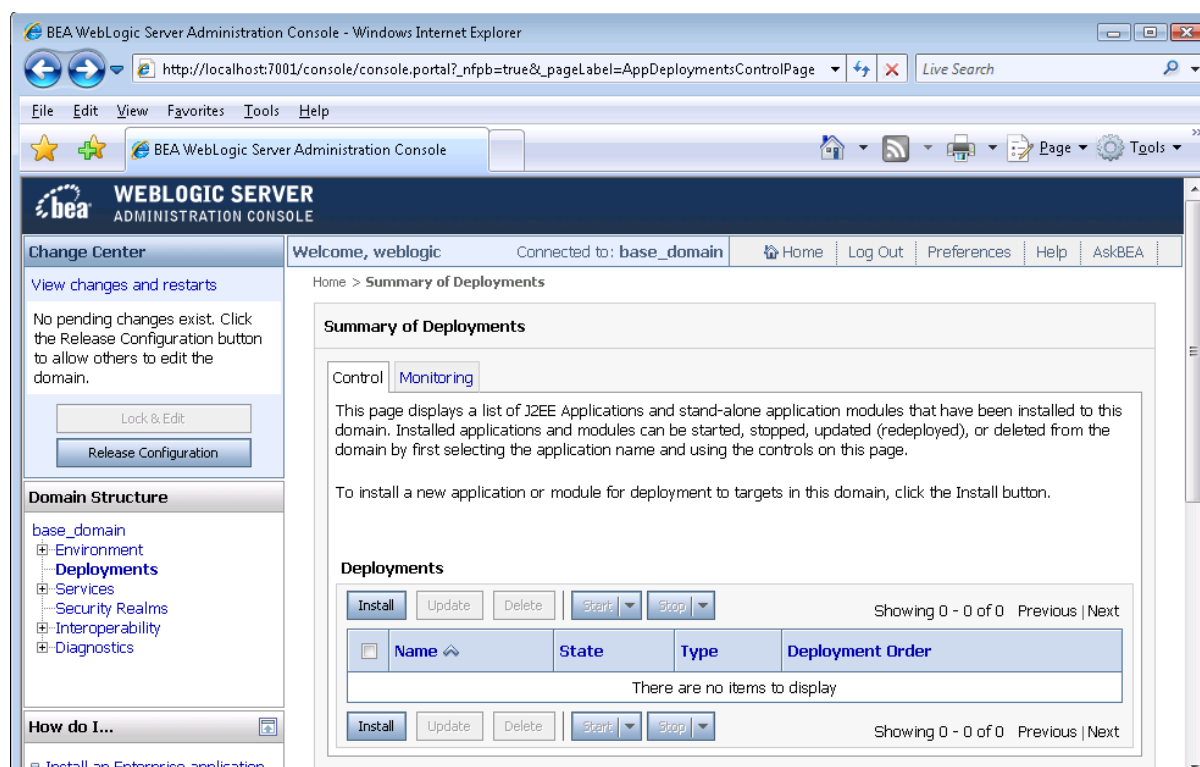 BEA WebLogic Server Administration Console - Windows Internet Explorer
http://localhost:7001/console/console.portal?_nfpb=true&_pageLabel=AppDeploymentsControlPage
Live Search
File Edit View Favorites Tools Help
BEA WebLogic Server Administration Console
Page
Tools
bea
WEBLOGIC SERVER
ADMINISTRATION CONSOLE
Change Center
View changes and restarts
No pending changes exist. Click
the Release Configuration button
to allow others to edit the
domain.
Lock & Edit
Release Configuration
Domain Structure
base_domain
Environment
Deployments
Services
Security Realms
Interoperability
Diagnostics
How do I...
Install an Enterprise application
Welcome, weblogic
Connected to: base_domain
Home Log Out Preferences Help AskBEA
Home > Summary of Deployments
Summary of Deployments
Control Monitoring
This page displays a list of J2EE Applications and stand-alone application modules that have been installed to this
domain. Installed applications and modules can be started, stopped, updated (redeployed), or deleted from the
domain by first selecting the application name and using the controls on this page.
To install a new application or module for deployment to targets in this domain, click the Install button.
Deployments
Install Update Delete Start Stop Showing 0 - 0 of 0 Previous | Next
Name State Type Deployment Order
There are no items to display
Install Update Delete Start Stop Showing 0 - 0 of 0 Previous | Next